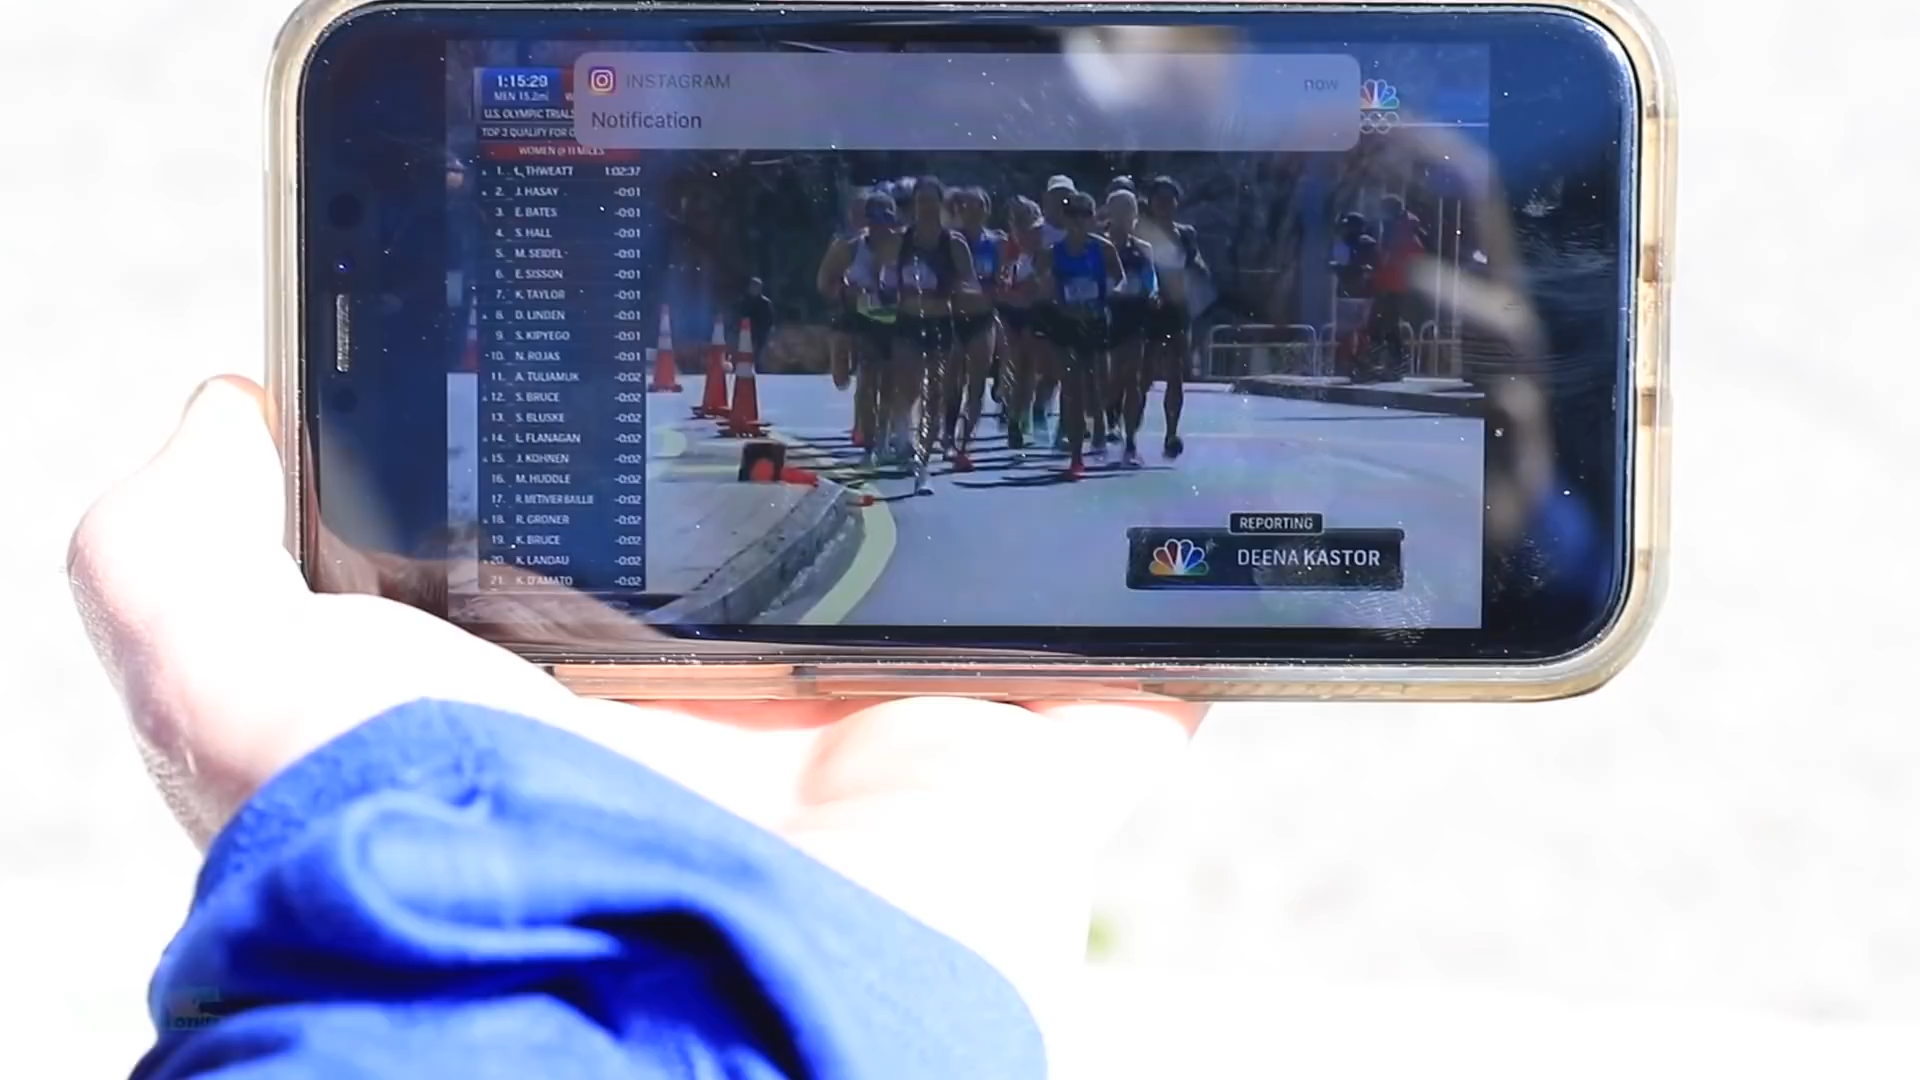 1:15:29
MEN 15.2mi
U.S. OLYMPIC TRIALS
TOP 3 QUALIFY FOR
WOMEN @ 11 MILES
1. L. THWEATT 1:02:37
2. J. HASAY -0:01
3. E. BATES -0:01
4. S. HALL -0:01
5. M. SEIDEL -0:01
6. E. SISSON -0:01
7. K. TAYLOR -0:01
8. D. LINDEN -0:01
9. S. KIPYEGO -0:01
10. N. ROJAS -0:01
11. A. TULIAMUK -0:02
12. S. BRUCE -0:02
13. S. BLUSKE -0:02
14. L. FLANAGAN -0:02
15. J. KOHNEN -0:02
16. M. HUDDLE -0:02
17. R. METIVIER BAILLIE -0:02
18. R. GRONER -0:02
19. K. BRUCE -0:02
20. K. LANDAU -0:02
21. K. D'AMATO -0:02
INSTAGRAM now
Notification
REPORTING
DEENA KASTOR